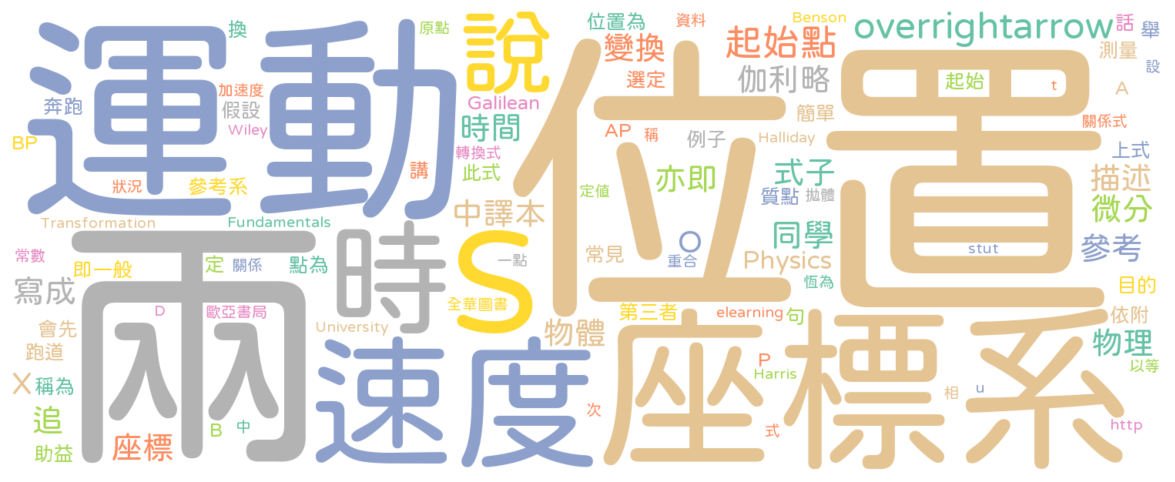 運動
位置
兩
時
速度
座標系
說
S
overrightarrow
位置為
資料
Benson
話
舉
設
換
原點
變換
起始點
選定
伽利略
起始
t
測量
A
奔跑
加速度
假設
Wiley
Galilean
時間
轉換式
此式
BP
狀況
參考系
講
AP
稱
例子
Halliday
簡單
關係式
上式
亦即
式子
質點
拋體
描述
微分
定值
Transformation
Fundamentals
中譯本
O
重合
同學
Physics
stut
參考
常數
即一般
定
關係
點為
一點
常見
恆為
目的
寫成
D
歐亞書局
全華圖書
第三者
elearning
句
依附
會先
University
物體
物理
跑道
P
Harris
以等
X
稱為
相
u
追
B
中
次
式
http
助益
座標